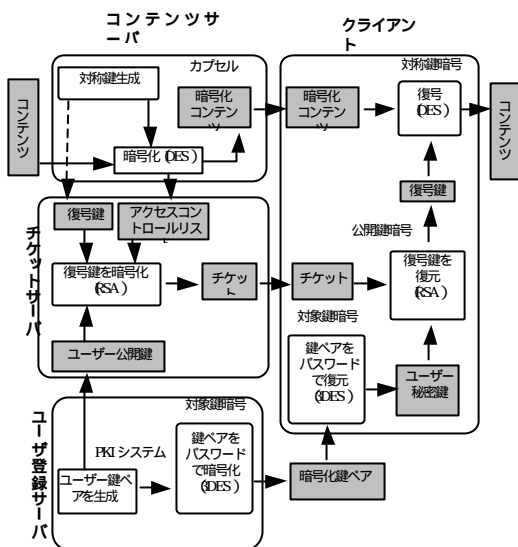 コンテンツサ
ーバ
クライアン
ト
対称鍵生成
カプセル
対称鍵暗号
コンテンツ
暗号化
コンテン
暗号化
コンテン
復号
(DES)
コンテンツ
暗号化(DES)
復号鍵
チケットサーバ
復号鍵
アクセスコン
トロールリス
公開鍵暗号
復号鍵を暗号化
(RSA)
チケッ
チケット
復号鍵を
復元
(RSA)
対象鍵暗号
ユーザー公開鍵
鍵ペアを
パスワード
で復元
(3DES)
ユーザー
秘密鍵
ユーザ登録サーバ
対象鍵暗号
PKIシステム
鍵ペアを
パスワード
で暗号化
(3DES)
ユーザー鍵ペ
アを生成
暗号化鍵ペア